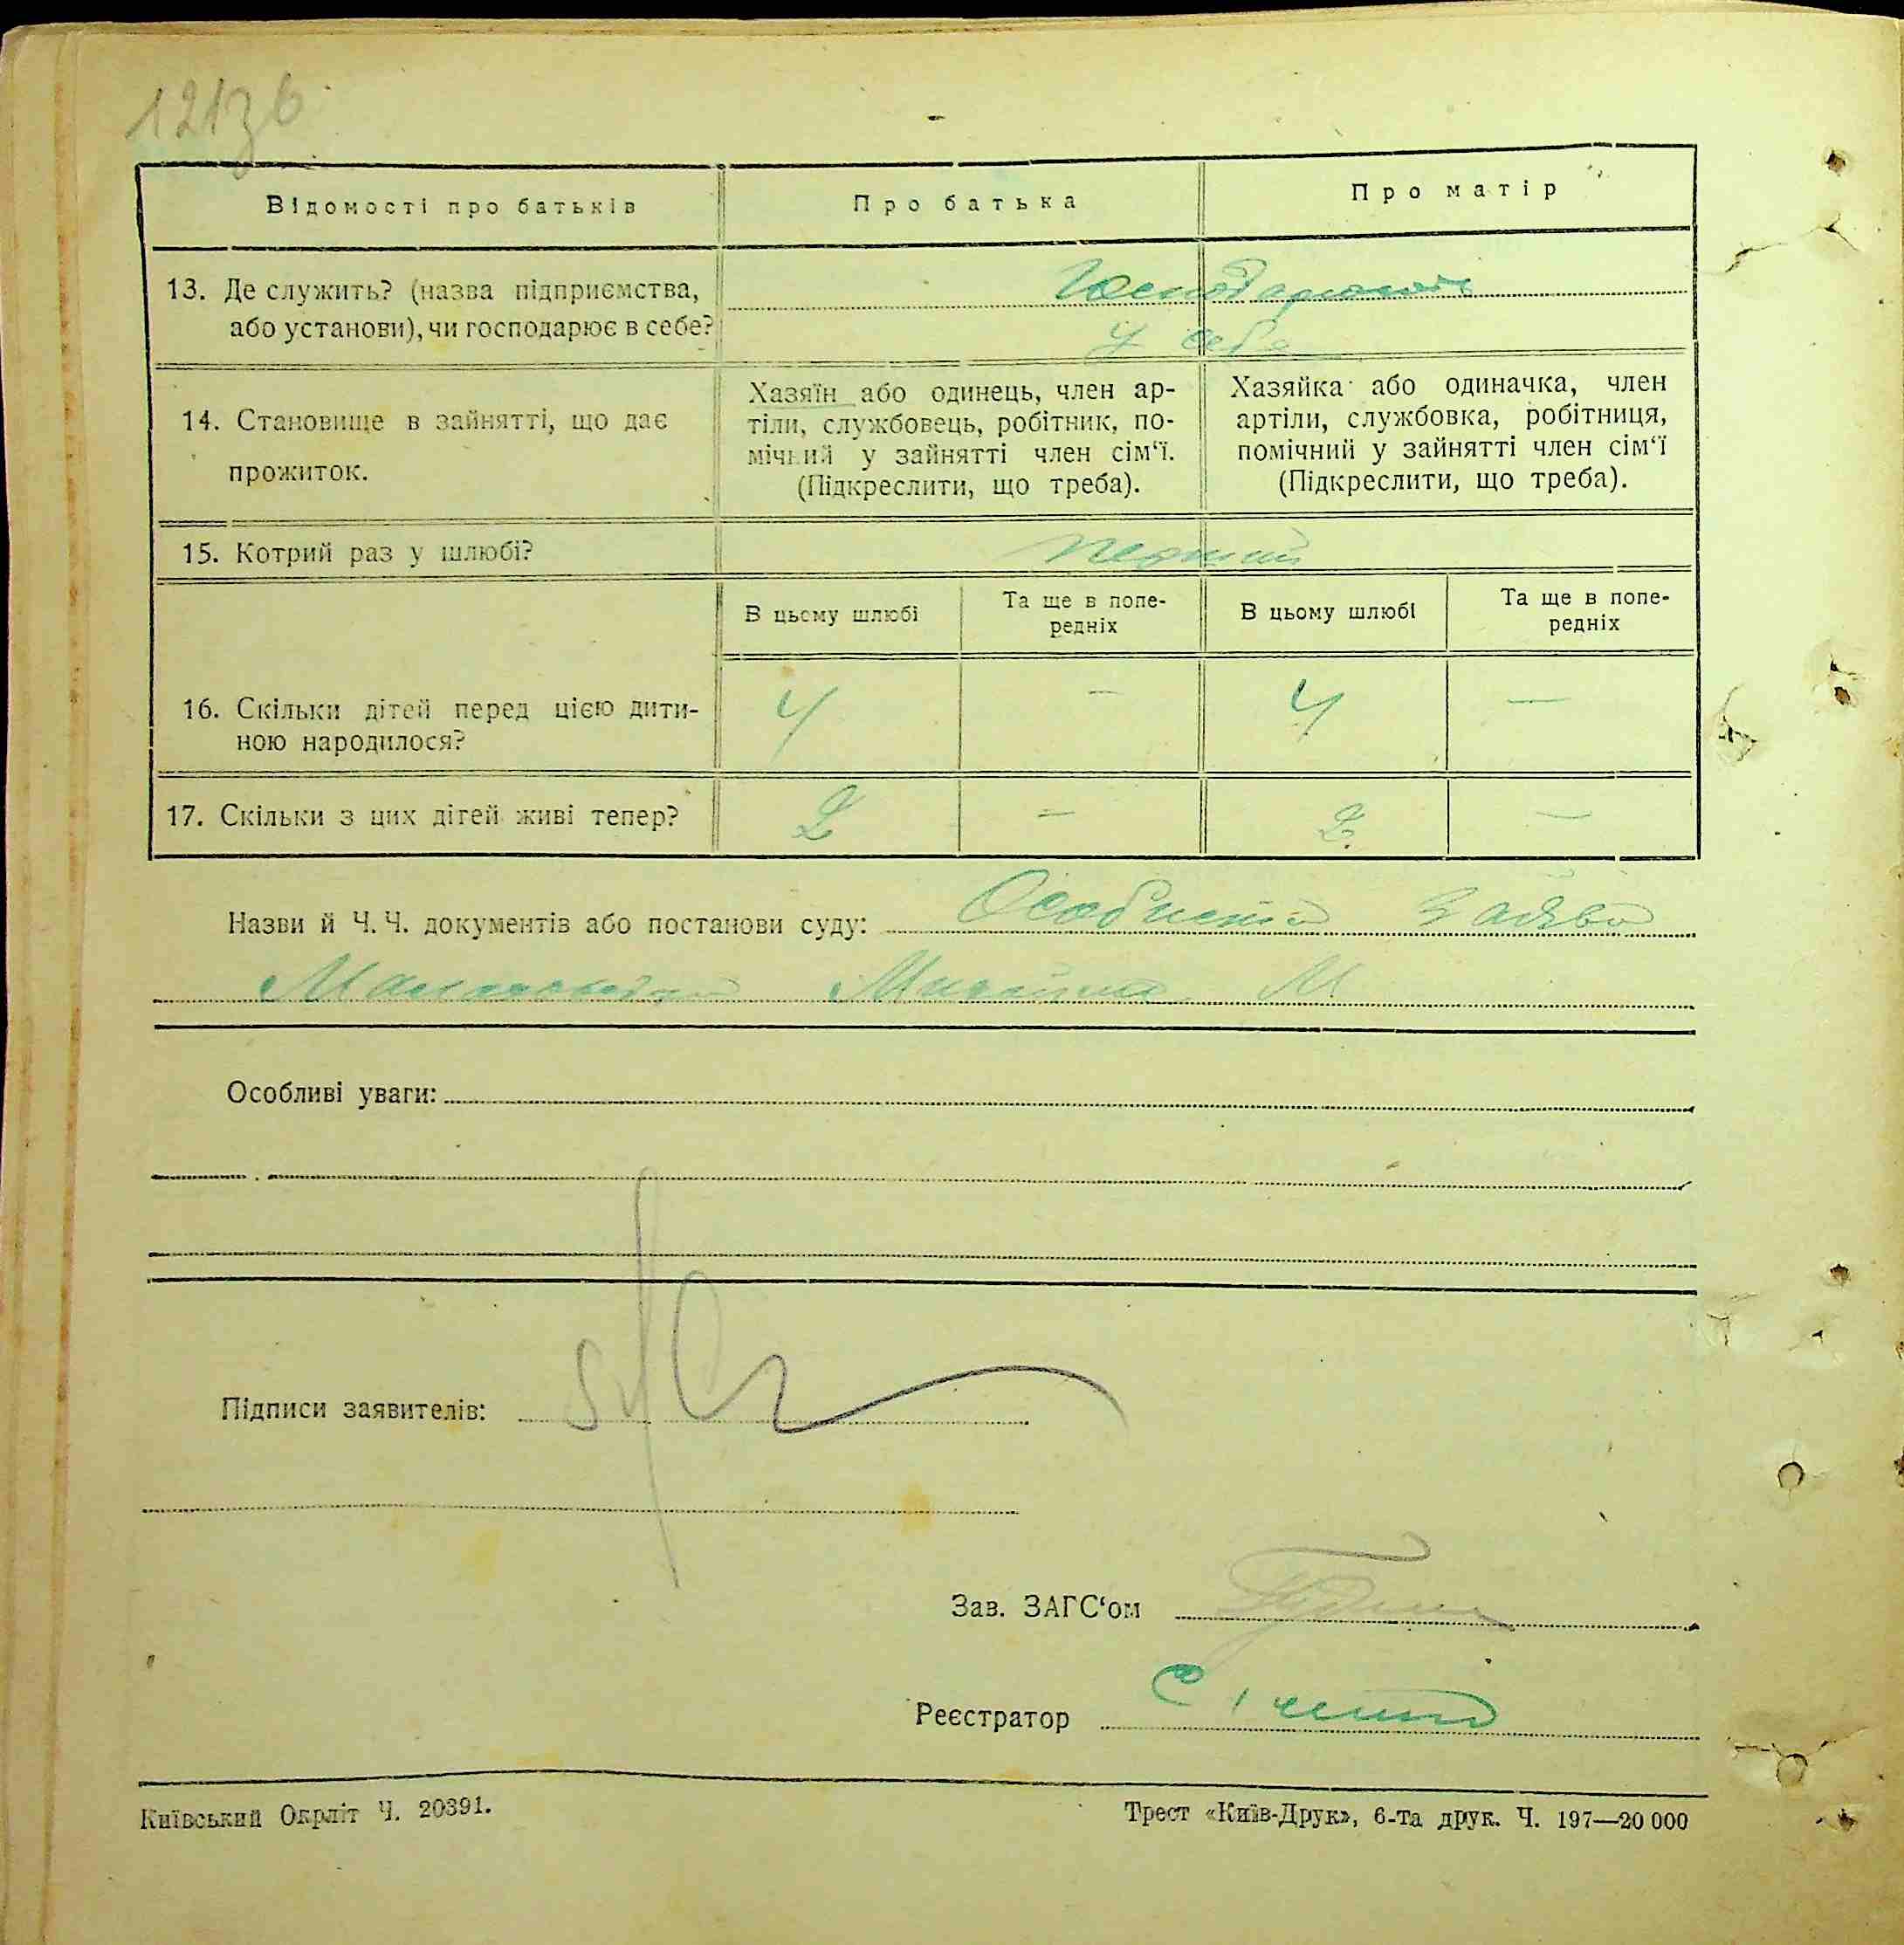 121зв
Відомості про батьків
Про батька
Про матір
13. Де служить? (назва підприємства,
або установи), чи господарює в себе?
Господарюють
у себе
14. Становище в зайнятті, що дає
прожиток.
Хазяїн або одинець, член ар-
тіли, службовець, робітник, по-
мічний у зайнятті член сім‘ї.
(Підкреслити, що треба).
Хазяйка або одиначка, член
артіли, службовка, робітниця,
помічний у зайнятті член сім‘ї
(Підкреслити, що треба).
15. Котрий раз у шлюбі?
перший
В цьому шлюбі
Та ще в попе-
редніх
В цьому шлюбі
Та ще в попе-
редніх
16. Скільки дітей перед цією дити-
ною народилося?
4 — 4 —
17. Скільки з цих дітей живі тепер?
2 — 2 —
Назви й Ч. Ч. документів або постанови суду: Особиста заява
М
Особливі уваги:
Підписи заявителів:
Зав. ЗАГС‘ом
Реєстратор
Київський Окрліт Ч. 20391.
Трест «Київ-Друк», 6-та друк. Ч. 197—20 000